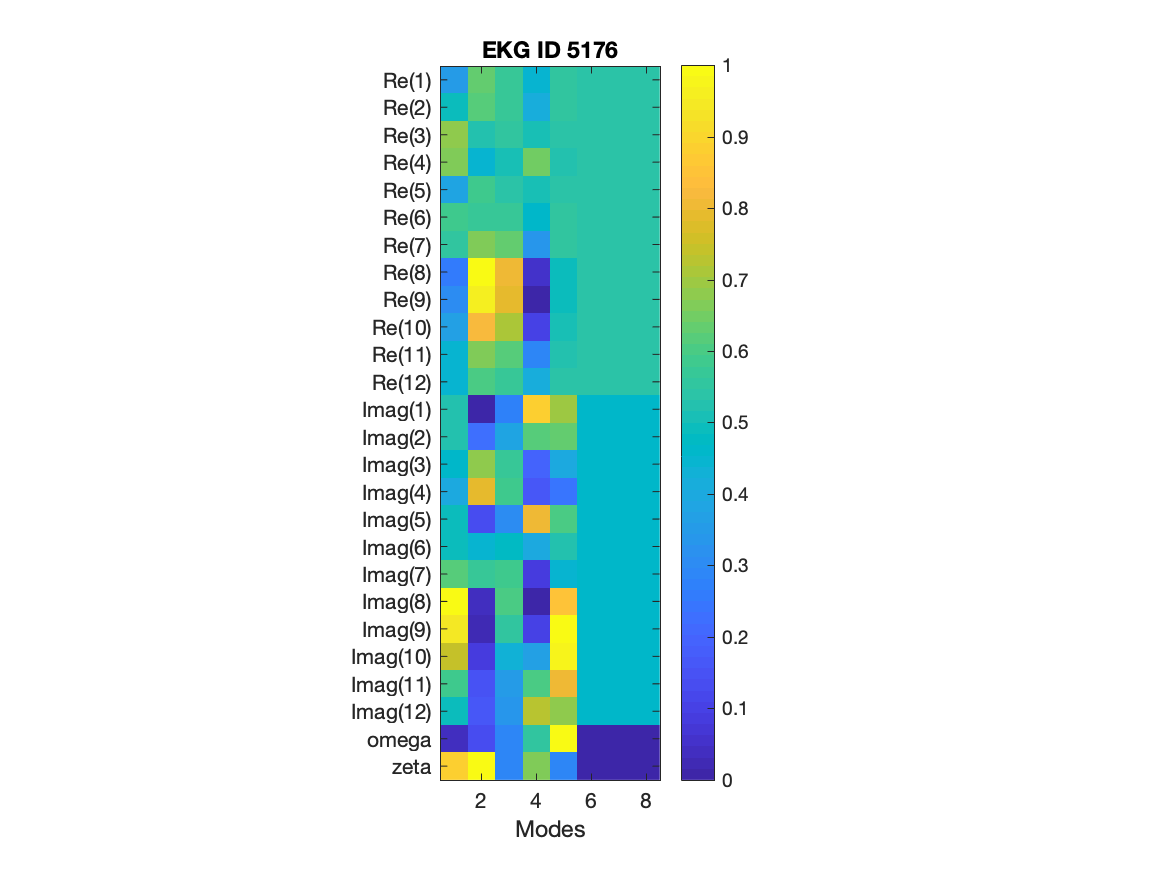 EKG ID 5176
Re(1)
Re(2)
Re(3)
Re(4)
Re(5)
Re(6)
Re(7)
Re(8)
Re(9)
Re(10)
Re(11)
Re(12)
Imag(1)
Imag(2)
Imag(3)
Imag(4)
Imag(5)
Imag(6)
Imag(7)
Imag(8)
Imag(9)
Imag(10)
Imag(11)
Imag(12)
omega
zeta
2 4 6 8
Modes
1
0.9
0.8
0.7
0.6
0.5
0.4
0.3
0.2
0.1
0